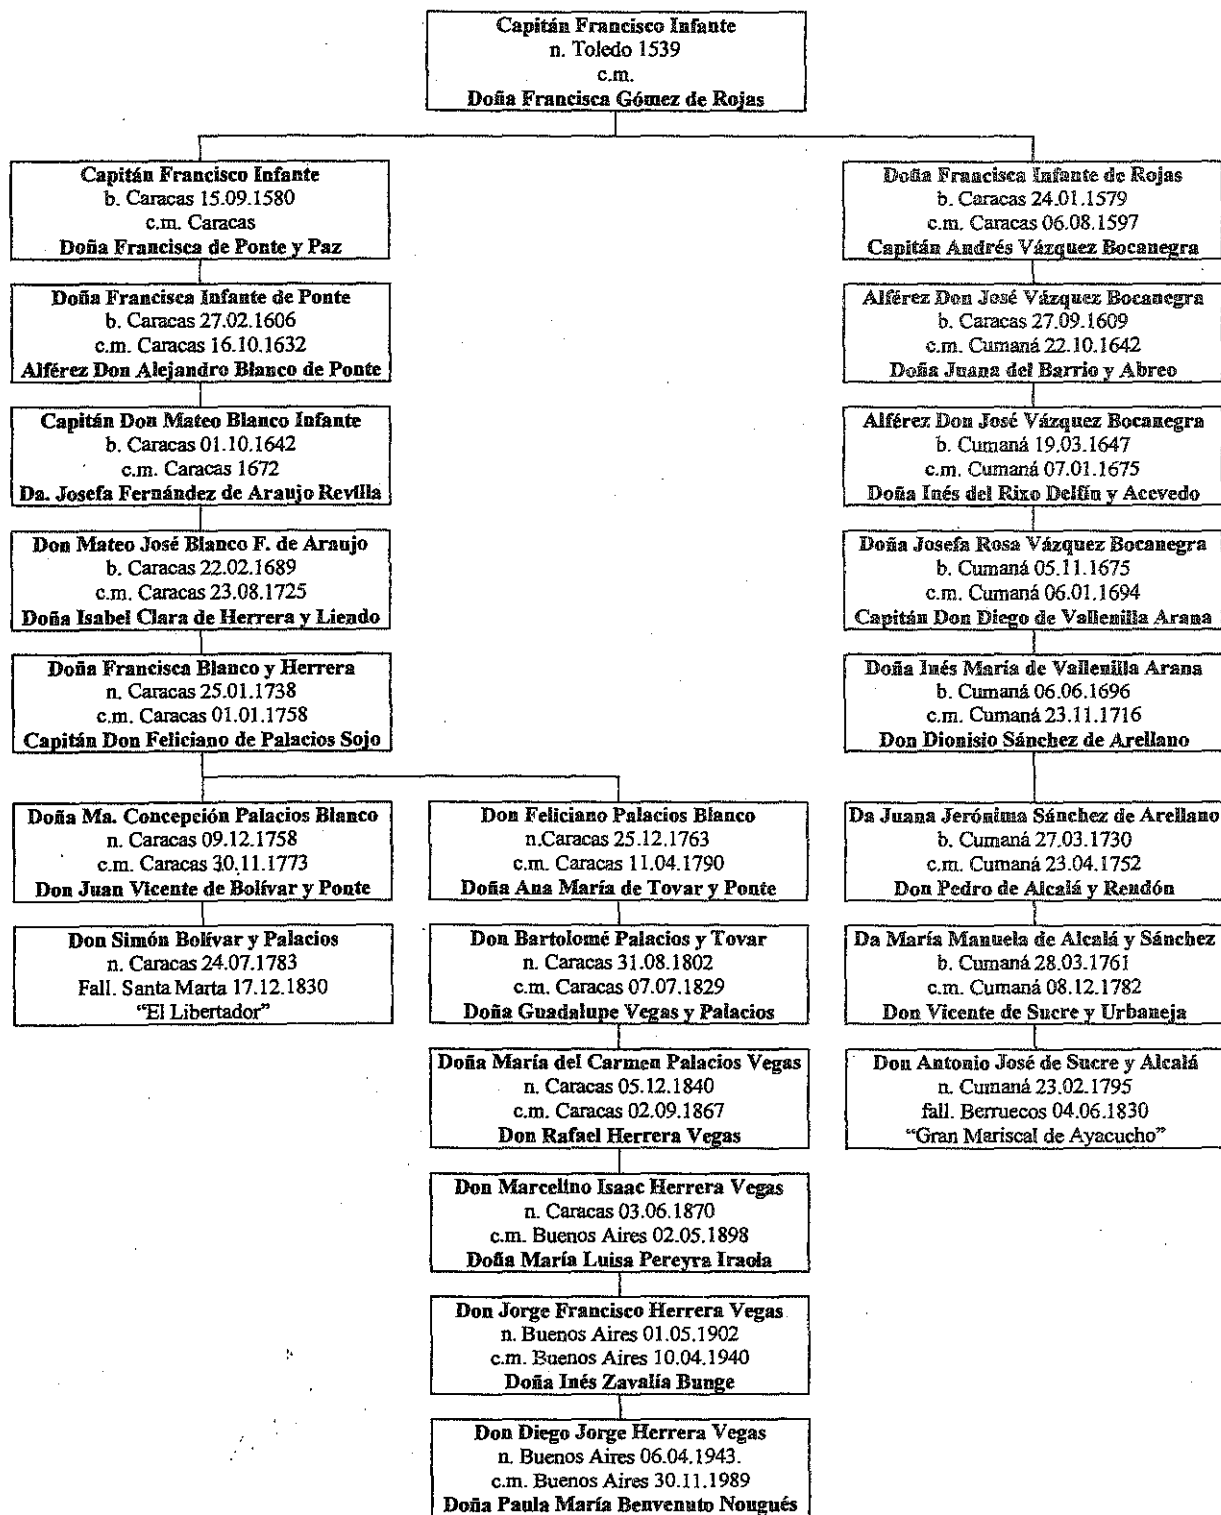 Capitán Francisco Infante
n. Toledo 1539
c.m.
Doña Francisca Gómez de Rojas
Capitán Francisco Infante
b. Caracas 15.09.1580
c.m. Caracas
Doña Francisca de Ponte y Paz
Doña Francisca Infante de Ponte
b. Caracas 27.02.1606
c.m. Caracas 16.10.1632
Alférez Don Alejandro Blanco de Ponte
Capitán Don Mateo Blanco Infante
b. Caracas 01.10.1642
c.m. Caracas 1672
Da. Josefa Fernández de Araujo Revilla
Don Mateo José Blanco F. de Araujo
b. Caracas 22.02.1689
c.m. Caracas 23.08.1725
Doña Isabel Clara de Herrera y Liendo
Doña Francisca Blanco y Herrera
n. Caracas 25.01.1738
c.m. Caracas 01.01.1758
Capitán Don Feliciano de Palacios Sojo
Doña Ma. Concepción Palacios Blanco
n. Caracas 09.12.1758
c.m. Caracas 30.11.1773
Don Juan Vicente de Bolívar y Ponte
Don Simón Bolívar y Palacios
n. Caracas 24.07.1783
Fall. Santa Marta 17.12.1830
“El Libertador”
Don Feliciano Palacios Blanco
n.Caracas 25.12.1763
c.m. Caracas 11.04.1790
Doña Ana María de Tovar y Ponte
Don Bartolomé Palacios y Tovar
n. Caracas 31.08.1802
c.m. Caracas 07.07.1829
Doña Guadalupe Vegas y Palacios
Doña María del Carmen Palacios Vegas
n. Caracas 05.12.1840
c.m. Caracas 02.09.1867
Don Rafael Herrera Vegas
Don Marcelino Isaac Herrera Vegas
n. Caracas 03.06.1870
c.m. Buenos Aires 02.05.1898
Doña María Luisa Pereyra Iraola
Don Jorge Francisco Herrera Vegas
n. Buenos Aires 01.05.1902
c.m. Buenos Aires 10.04.1940
Doña Inés Zavalía Bunge
Don Diego Jorge Herrera Vegas
n. Buenos Aires 06.04.1943.
c.m. Buenos Aires 30.11.1989
Doña Paula María Benvenuto Nougués
Doña Francisca Infante de Rojas
b. Caracas 24.01.1579
c.m. Caracas 06.08.1597
Capitán Andrés Vázquez Bocanegra
Alférez Don José Vázquez Bocanegra
b. Caracas 27.09.1609
c.m. Cumaná 22.10.1642
Doña Juana del Barrio y Abreo
Alférez Don José Vázquez Bocanegra
b. Cumaná 19.03.1647
c.m. Cumaná 07.01.1675
Doña Inés del Rixo Delfín y Acevedo
Doña Josefa Rosa Vázquez Bocanegra
b. Cumaná 05.11.1675
c.m. Cumaná 06.01.1694
Capitán Don Diego de Vallenilla Arana
Doña Inés María de Vallenilla Arana
b. Cumaná 06.06.1696
c.m. Cumaná 23.11.1716
Don Dionisio Sánchez de Arellano
Da Juana Jerónima Sánchez de Arellano
b. Cumaná 27.03.1730
c.m. Cumaná 23.04.1752
Don Pedro de Alcalá y Rendón
Da María Manuela de Alcalá y Sánchez
b. Cumaná 28.03.1761
c.m. Cumaná 08.12.1782
Don Vicente de Sucre y Urbaneja
Don Antonio José de Sucre y Alcalá
n. Cumaná 23.02.1795
fall. Berruecos 04.06.1830
“Gran Mariscal de Ayacucho”